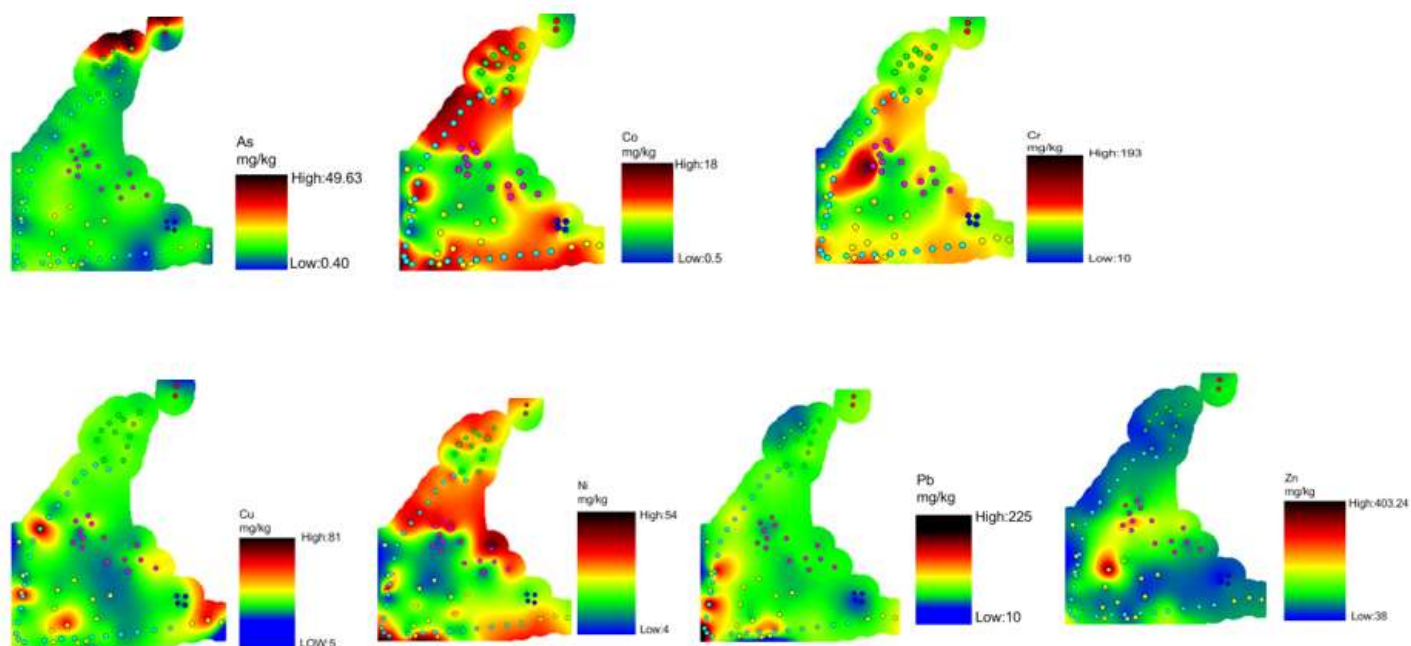 As
mg/kg
High:49.63
Low:0.40
Co
mg/kg
High:18
Low:0.5
Cr
mg/kg
High:193
Low:10
Cu
mg/kg
High:81
LOW:5
Ni
mg/kg
High:54
Low:4
Pb
mg/kg
High:225
Low:10
Zn
mg/kg
High:403.24
Low:38